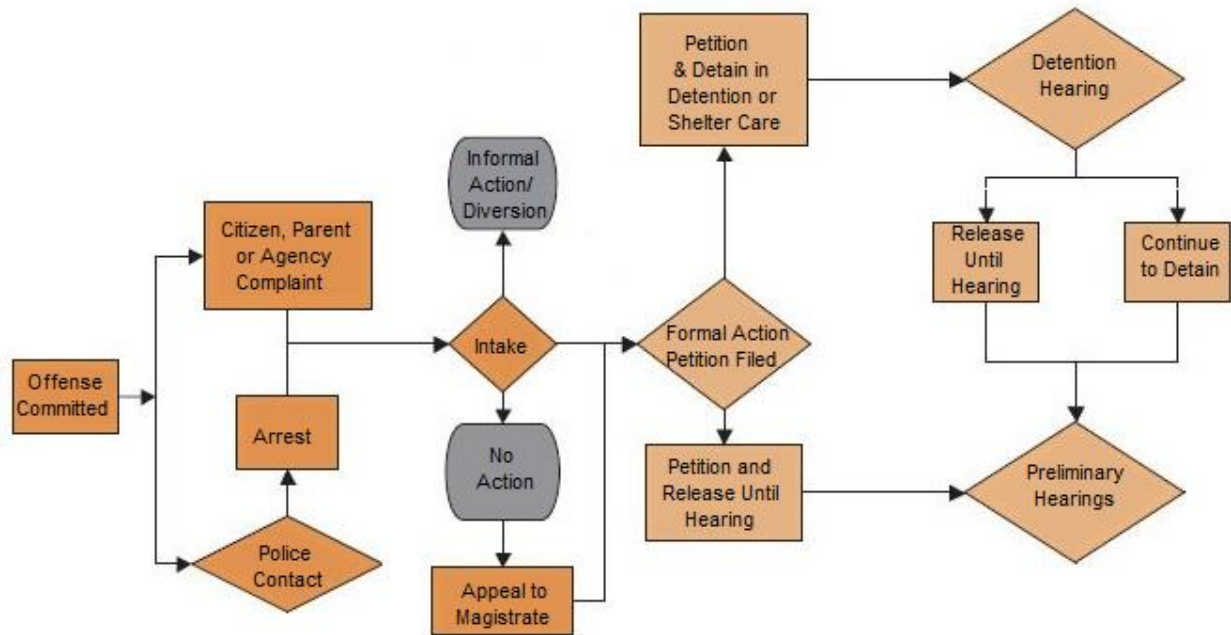 Offense
Committed
Citizen, Parent
or Agency
Complaint
Arrest
Police
Contact
Informal
Action/
Diversion
Intake
No
Action
Appeal to
Magistrate
Petition
& Detain in
Detention or
Shelter Care
Formal Action
Petition Filed
Petition and
Release Until
Hearing
Detention
Hearing
Release
Until
Hearing
Continue
to Detain
Preliminary
Hearings